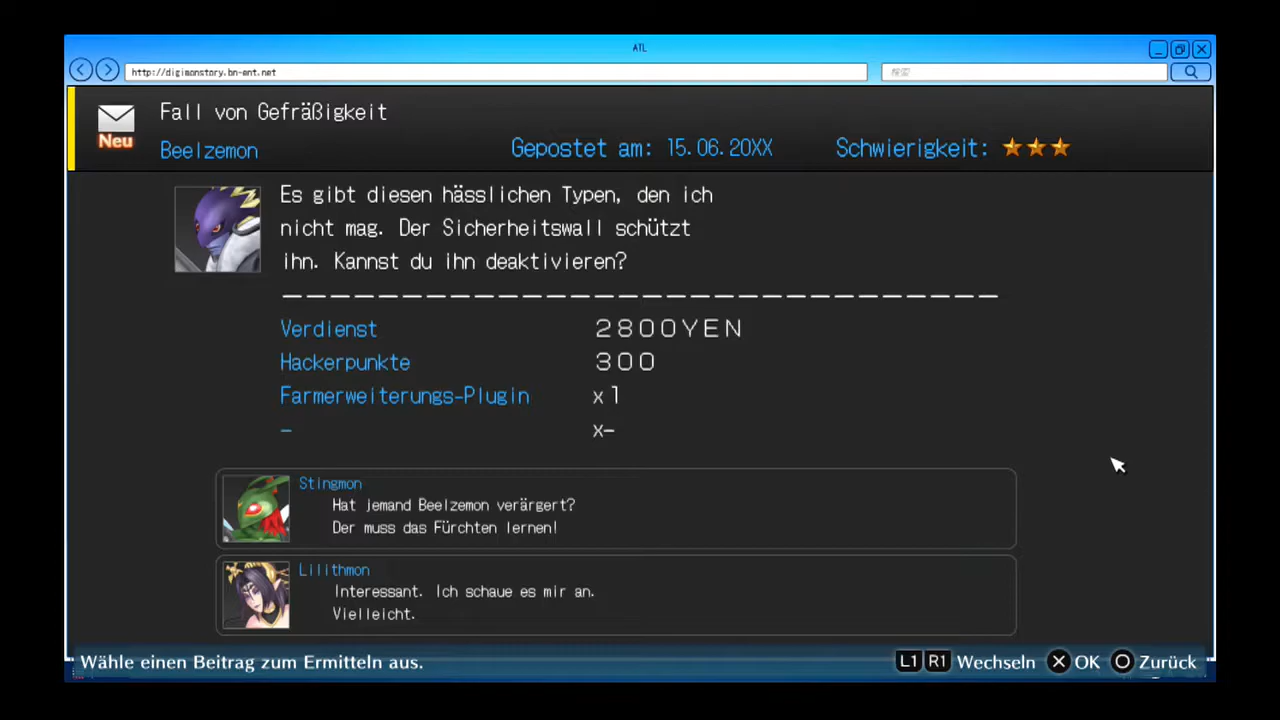 ATL
http://digimonstory.bn-ent.net
検索
Fall von Gefräßigkeit
Neu
Beelzemon Gepostet am: 15.06.20XX Schwierigkeit: ★★★
Es gibt diesen hässlichen Typen, den ich
nicht mag. Der Sicherheitswall schützt
ihn. Kannst du ihn deaktivieren?
Verdienst 2800YEN
Hackerpunkte 300
Farmerweiterungs-Plugin x1
- x-
Stingmon
Hat jemand Beelzemon verärgert?
Der muss das Fürchten lernen!
Lilithmon
Interessant. Ich schaue es mir an.
Vielleicht.
Wähle einen Beitrag zum Ermitteln aus. L1 R1 Wechseln OK Zurück